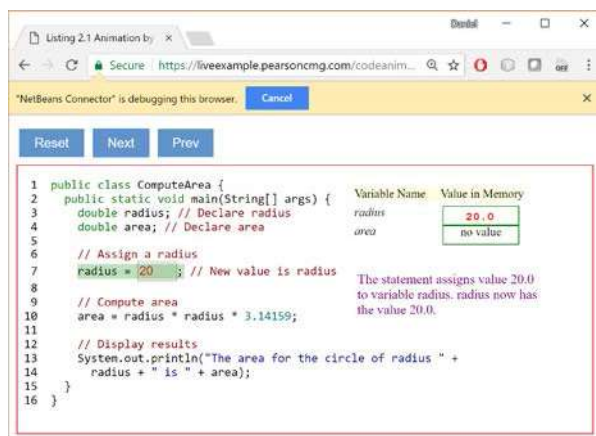 Daniel
Listing 2.1 Animation by
Secure https://liveexample.pearsoncmg.com/codeanim...
OFF
"NetBeans Connector" is debugging this browser. Cancel
Reset Next Prev
1 public class ComputeArea {
2 public static void main(String[] args) {
3 double radius; // Declare radius
4 double area; // Declare area
5
6 // Assign a radius
7 radius = 20 ; // New value is radius
8
9 // Compute area
10 area = radius * radius * 3.14159;
11
12 // Display results
13 System.out.println("The area for the circle of radius " +
14 radius + " is " + area);
15 }
16 }
Variable Name Value in Memory
radius 20.0
area no value
The statement assigns value 20.0
to variable radius. radius now has
the value 20.0.